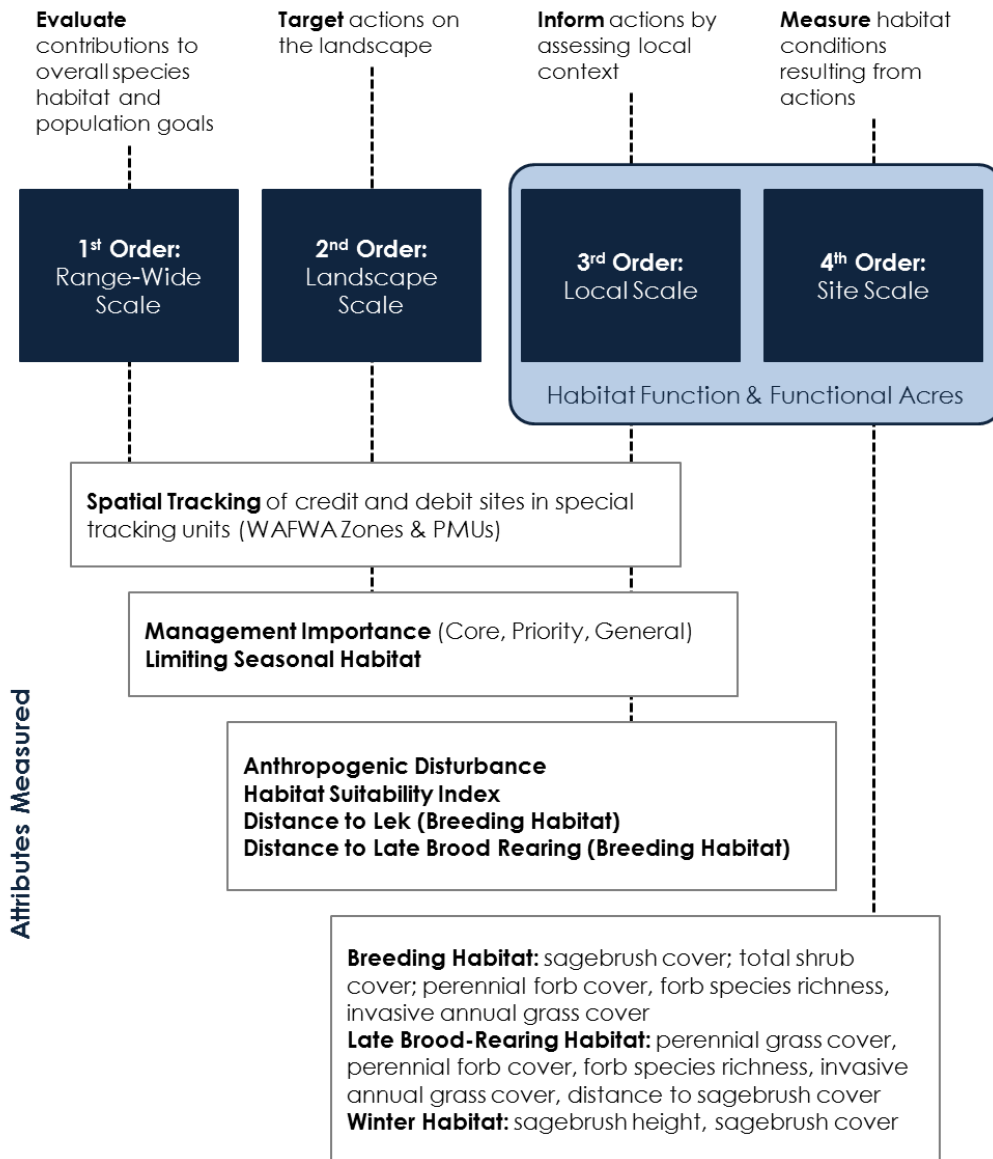 Evaluate
contributions to
overall species
habitat and
population goals
Target actions on
the landscape
Inform actions by
assessing local
context
Measure habitat
conditions
resulting from
actions
1st Order:
Range-Wide
Scale
2nd Order:
Landscape
Scale
3rd Order:
Local Scale
4th Order:
Site Scale
Habitat Function & Functional Acres
Attributes Measured
Spatial Tracking of credit and debit sites in special
tracking units (WAFWA Zones & PMUs)
Management Importance (Core, Priority, General)
Limiting Seasonal Habitat
Anthropogenic Disturbance
Habitat Suitability Index
Distance to Lek (Breeding Habitat)
Distance to Late Brood Rearing (Breeding Habitat)
Breeding Habitat: sagebrush cover; total shrub
cover; perennial forb cover, forb species richness,
invasive annual grass cover
Late Brood-Rearing Habitat: perennial grass cover,
perennial forb cover, forb species richness, invasive
annual grass cover, distance to sagebrush cover
Winter Habitat: sagebrush height, sagebrush cover